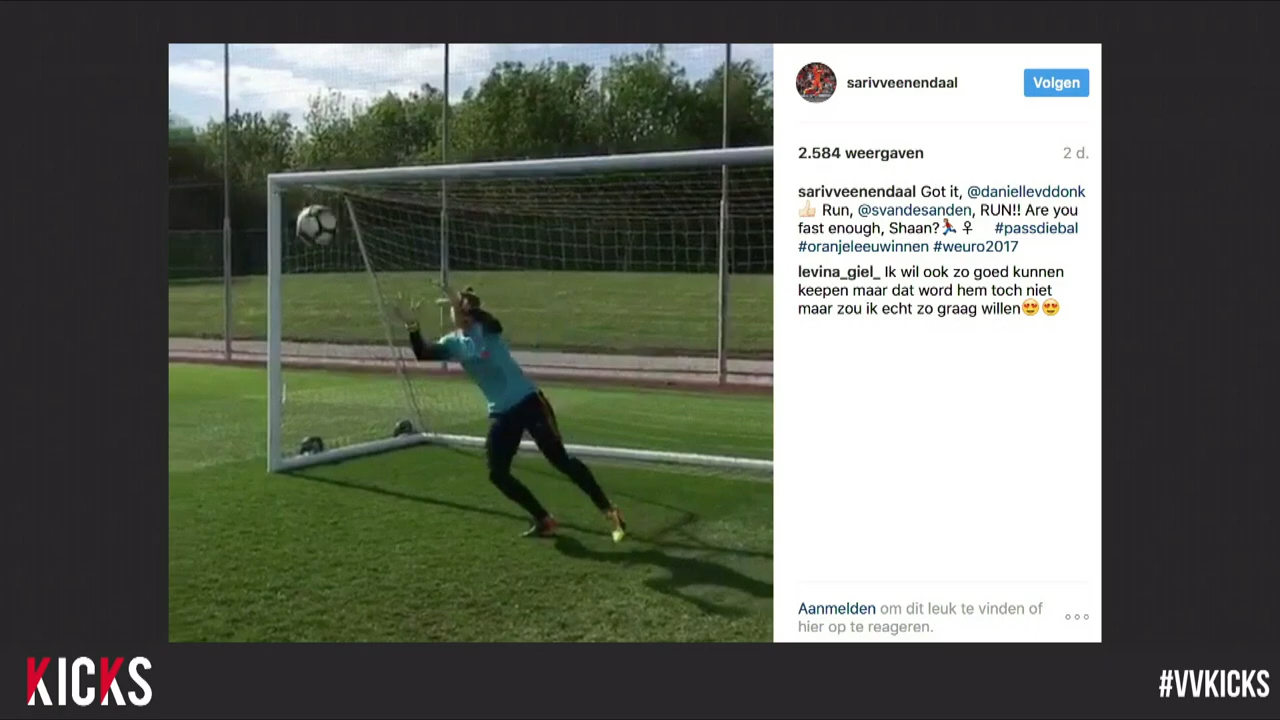 sarivveenendaal
Volgen
2.584 weergaven
2 d.
sarivveenendaal Got it, @daniellevddonk
👍🏻 Run, @svandesanden, RUN!! Are you
fast enough, Shaan?🏃🏻♀ #passdiebal
#oranjeleeuwinnen #weuro2017
levina_giel_ Ik wil ook zo goed kunnen
keepen maar dat word hem toch niet
maar zou ik echt zo graag willen😍😍
Aanmelden om dit leuk te vinden of
hier op te reageren.
KICKS
#VVKICKS